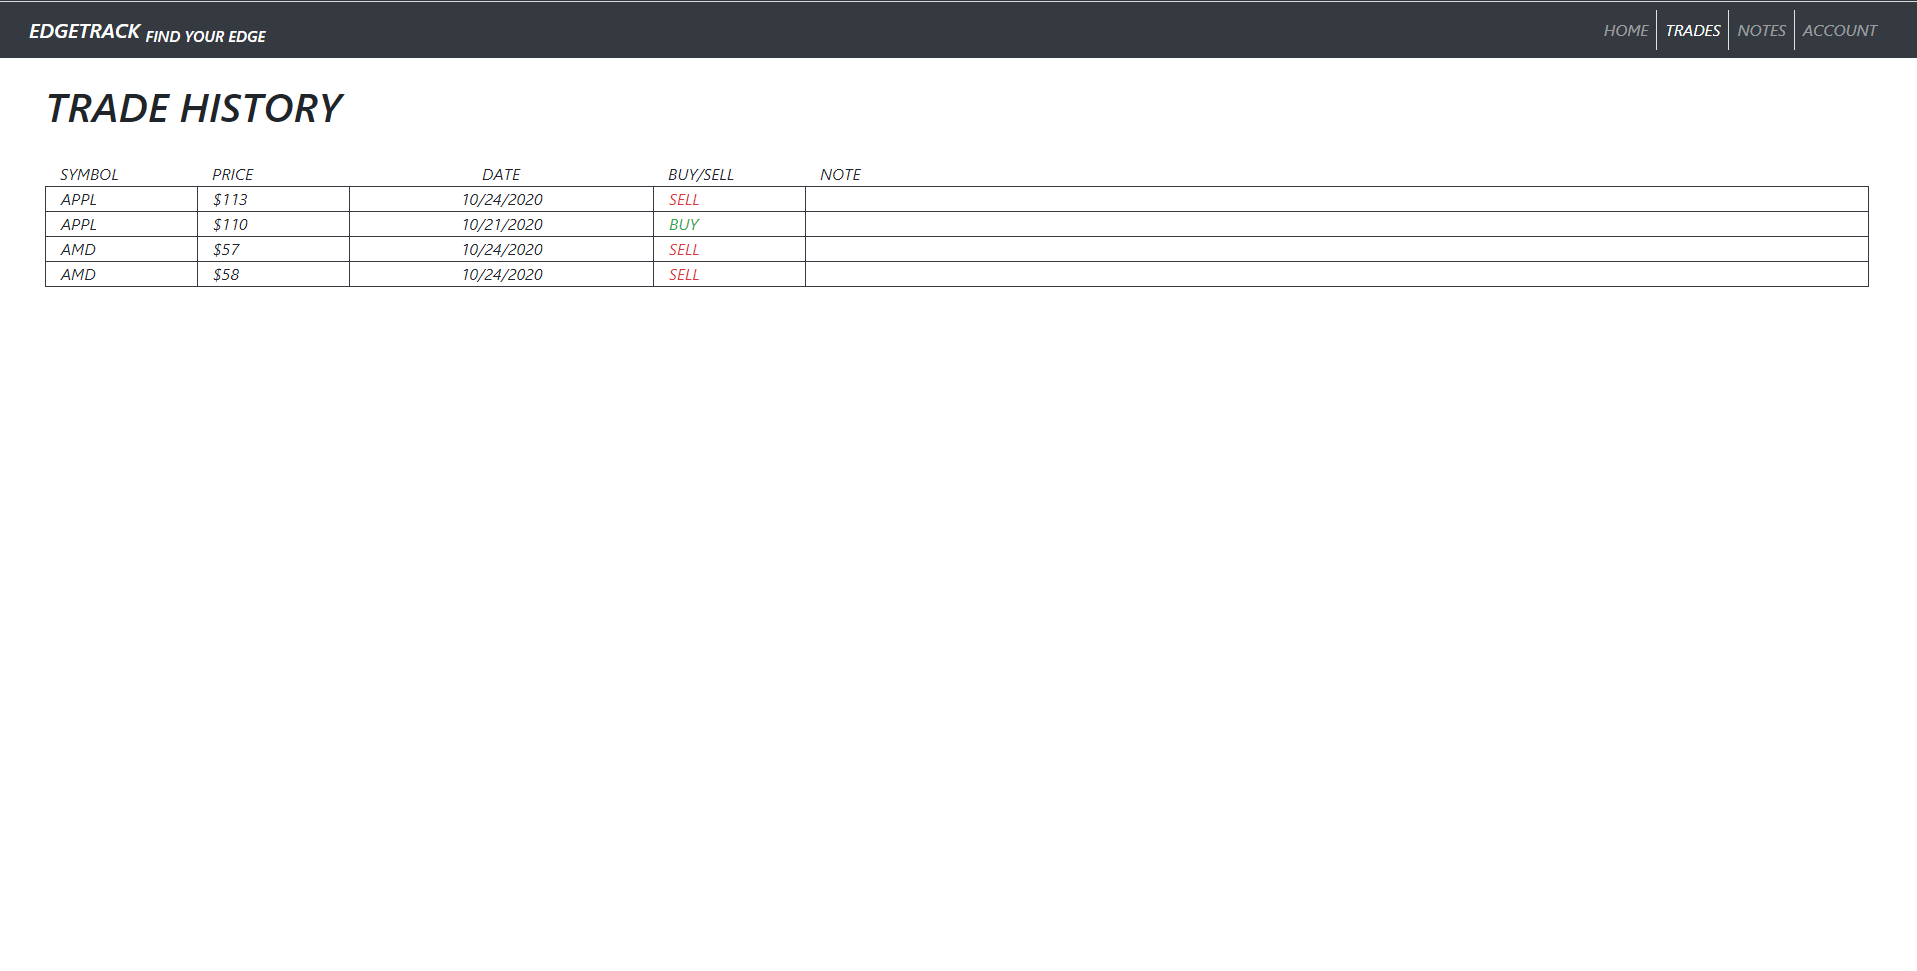 EDGETRACK FIND YOUR EDGE HOME TRADES NOTES ACCOUNT
TRADE HISTORY
SYMBOL PRICE DATE BUY/SELL NOTE
APPL $113 10/24/2020 SELL
APPL $110 10/21/2020 BUY
AMD $57 10/24/2020 SELL
AMD $58 10/24/2020 SELL